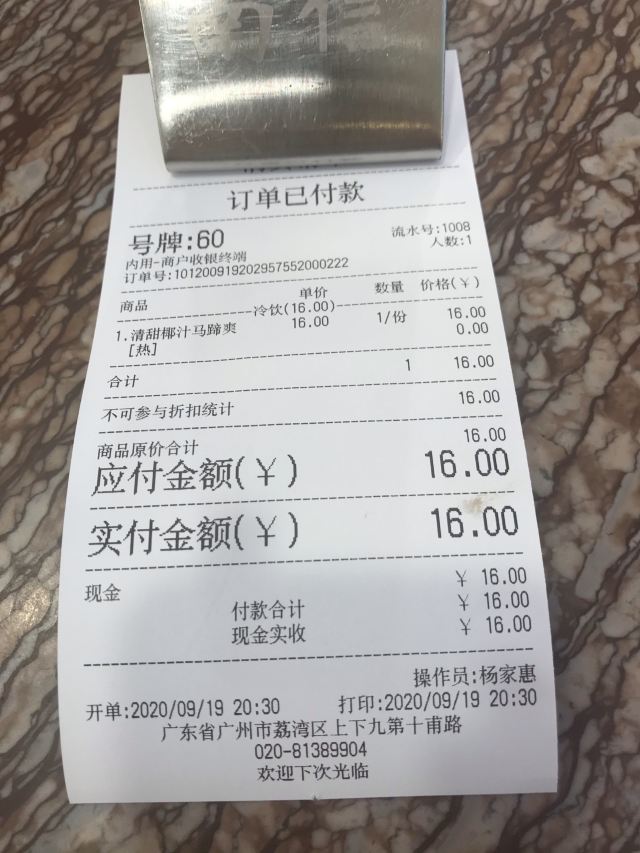 南信
订单已付款
号牌:60
流水号:1008
人数:1
内用-商户收银终端
订单号:101200919202957552000222
商品 单价 数量 价格(￥)
冷饮(16.00)
1.清甜椰汁马蹄爽 16.00 1/份 16.00
[热] 0.00
合计 1 16.00
不可参与折扣统计 16.00
商品原价合计 16.00
应付金额(￥) 16.00
实付金额(￥) 16.00
现金 ￥ 16.00
付款合计 ￥ 16.00
现金实收 ￥ 16.00
操作员:杨家惠
开单:2020/09/19 20:30 打印:2020/09/19 20:30
广东省广州市荔湾区上下九第十甫路
020-81389904
欢迎下次光临